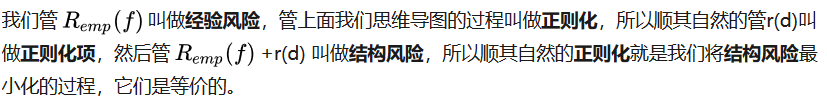 我们管 R_{emp}(f) 叫做经验风险，管上面我们思维导图的过程叫做正则化，所以顺其自然的管r(d)叫
做正则化项，然后管 R_{emp}(f) +r(d) 叫做结构风险，所以顺其自然的正则化就是我们将结构风险最
小化的过程，它们是等价的。